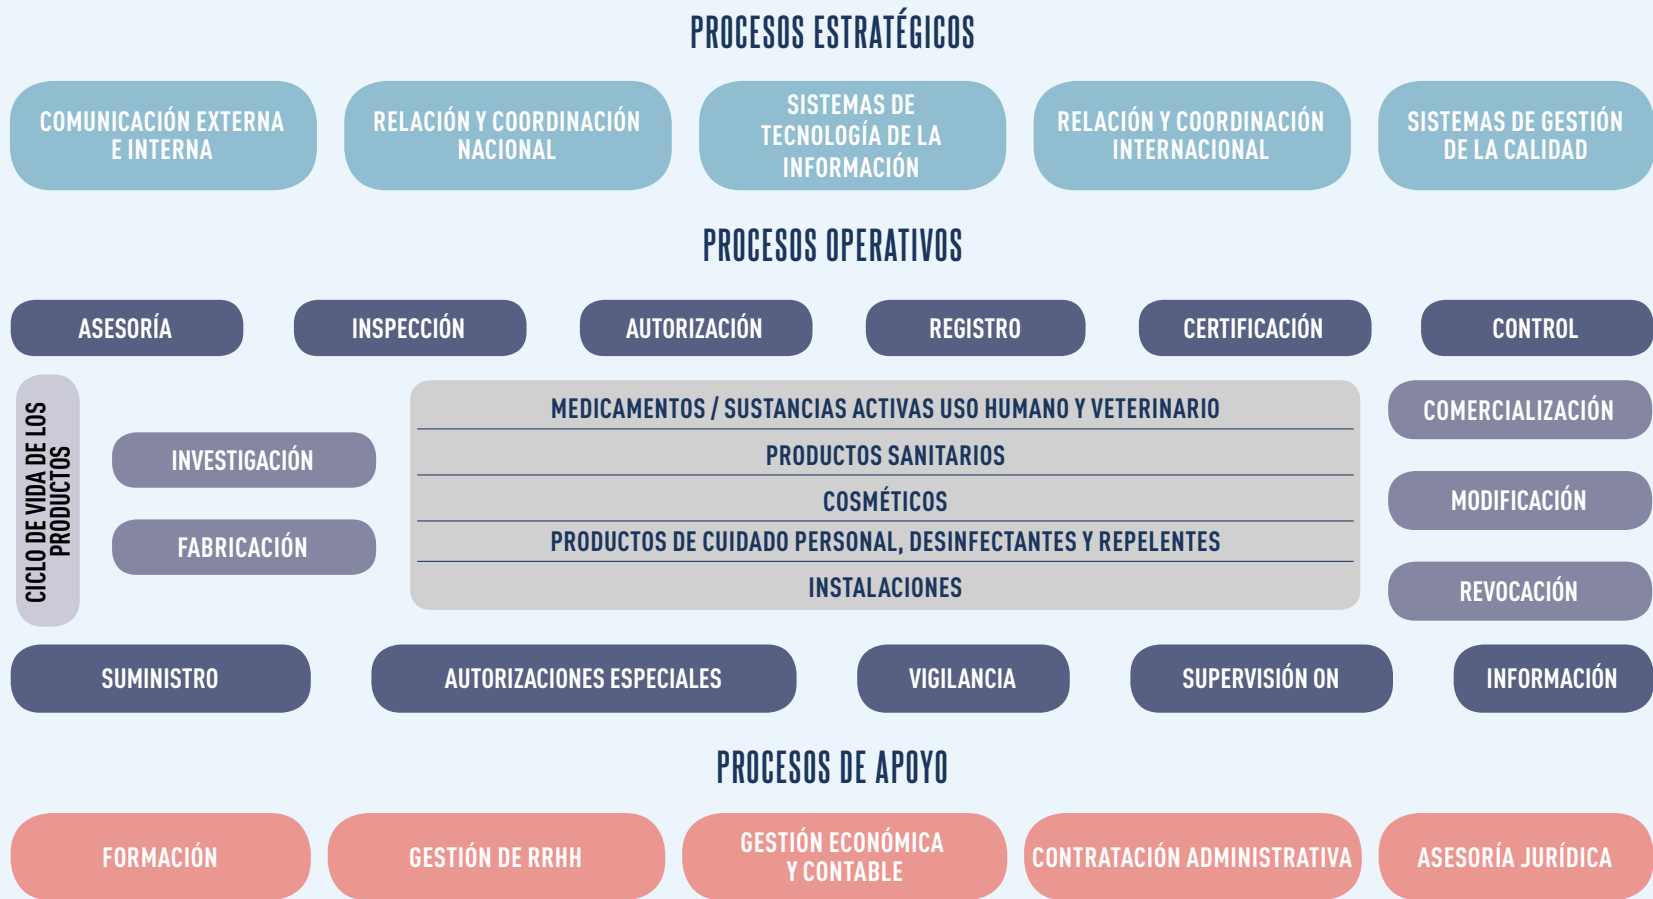 PROCESOS ESTRATÉGICOS
COMUNICACIÓN EXTERNA
E INTERNA
RELACIÓN Y COORDINACIÓN
NACIONAL
SISTEMAS DE
TECNOLOGÍA DE LA
INFORMACIÓN
RELACIÓN Y COORDINACIÓN
INTERNACIONAL
SISTEMAS DE GESTIÓN
DE LA CALIDAD
PROCESOS OPERATIVOS
ASESORÍA
INSPECCIÓN
AUTORIZACIÓN
REGISTRO
CERTIFICACIÓN
CONTROL
CICLO DE VIDA DE LOS
PRODUCTOS
INVESTIGACIÓN
FABRICACIÓN
MEDICAMENTOS / SUSTANCIAS ACTIVAS USO HUMANO Y VETERINARIO
PRODUCTOS SANITARIOS
COSMÉTICOS
PRODUCTOS DE CUIDADO PERSONAL, DESINFECTANTES Y REPELENTES
INSTALACIONES
COMERCIALIZACIÓN
MODIFICACIÓN
REVOCACIÓN
SUMINISTRO
AUTORIZACIONES ESPECIALES
VIGILANCIA
SUPERVISIÓN ON
INFORMACIÓN
PROCESOS DE APOYO
FORMACIÓN
GESTIÓN DE RRHH
GESTIÓN ECONÓMICA
Y CONTABLE
CONTRATACIÓN ADMINISTRATIVA
ASESORÍA JURÍDICA